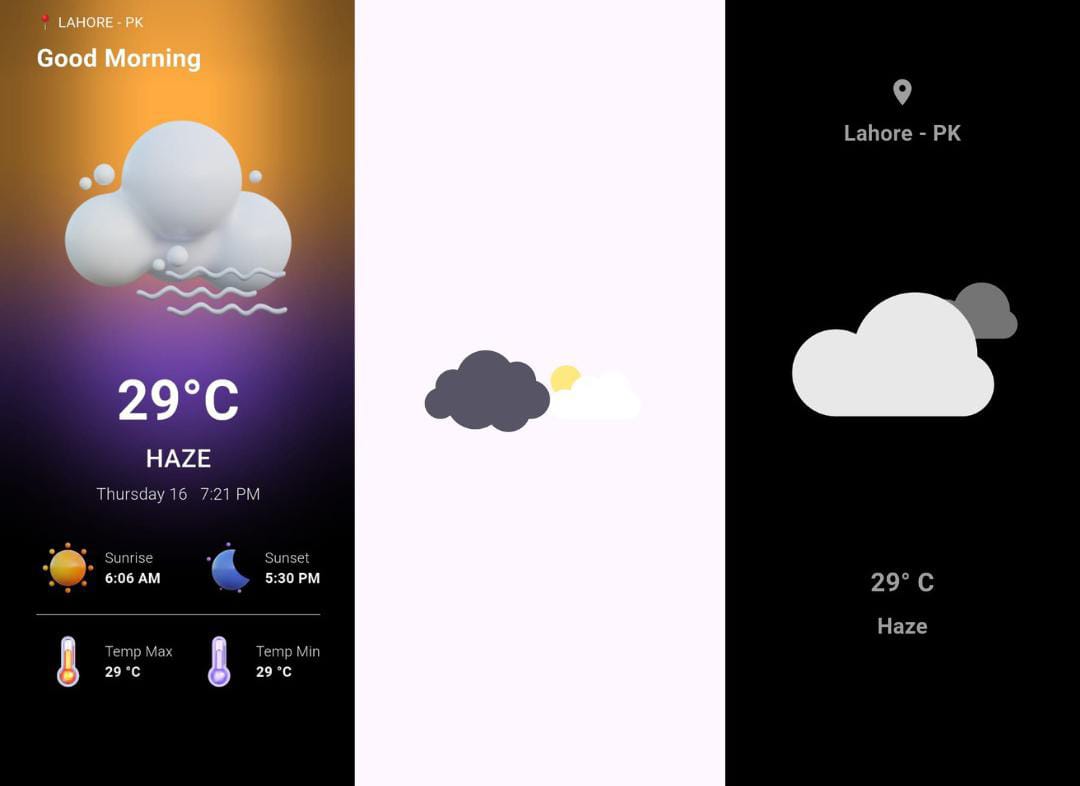 LAHORE - PK
Good Morning
29°C
HAZE
Thursday 16 7:21 PM
Sunrise
6:06 AM
Sunset
5:30 PM
Temp Max
29 °C
Temp Min
29 °C
Lahore - PK
29° C
Haze